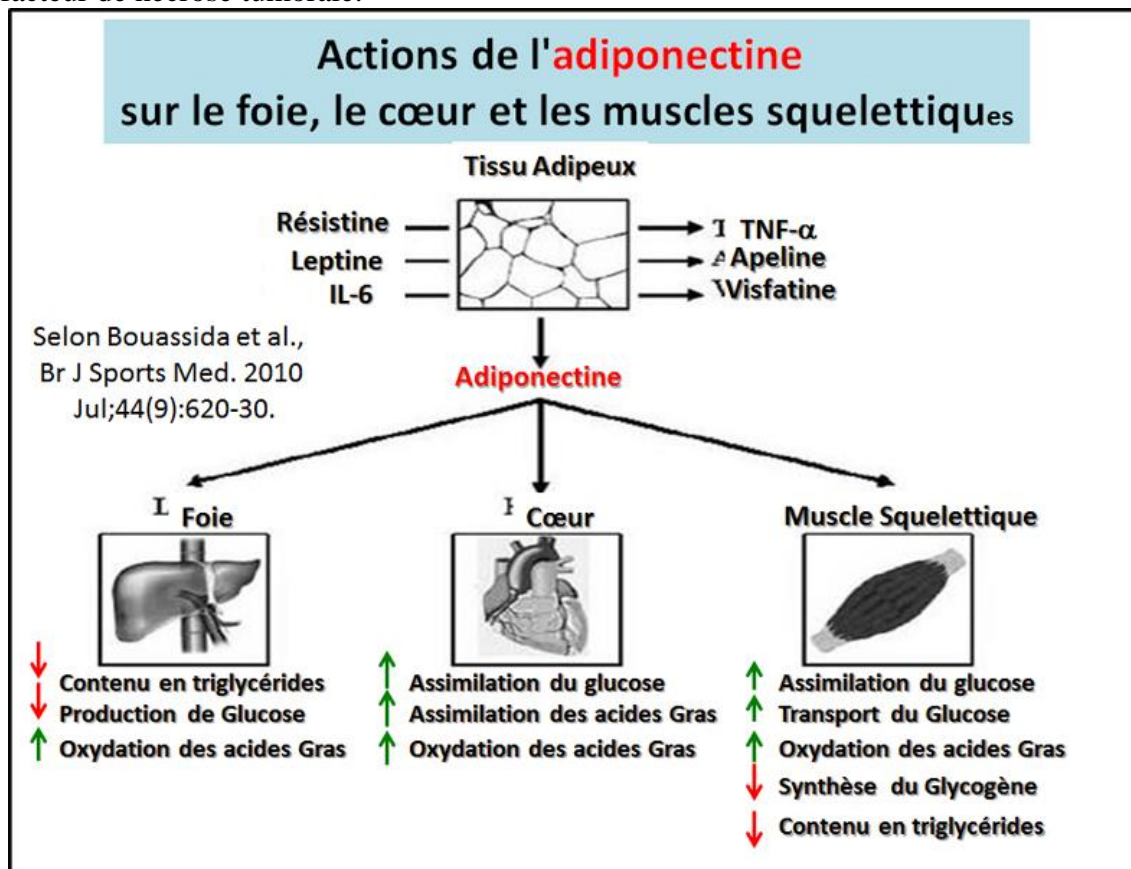 facteur de nécrose tumorale.
Actions de l'adiponectine
sur le foie, le cœur et les muscles squelettiques
Tissu Adipeux
Résistine
Leptine
IL-6
TNF-α
Apeline
Visfatine
Selon Bouassida et al.,
Br J Sports Med. 2010
Jul;44(9):620-30.
Adiponectine
Foie
Cœur
Muscle Squelettique
↓ Contenu en triglycérides
↓ Production de Glucose
↑ Oxydation des acides Gras
↑ Assimilation du glucose
↑ Assimilation des acides Gras
↑ Oxydation des acides Gras
↑ Assimilation du glucose
↑ Transport du Glucose
↑ Oxydation des acides Gras
↓ Synthèse du Glycogène
↓ Contenu en triglycérides